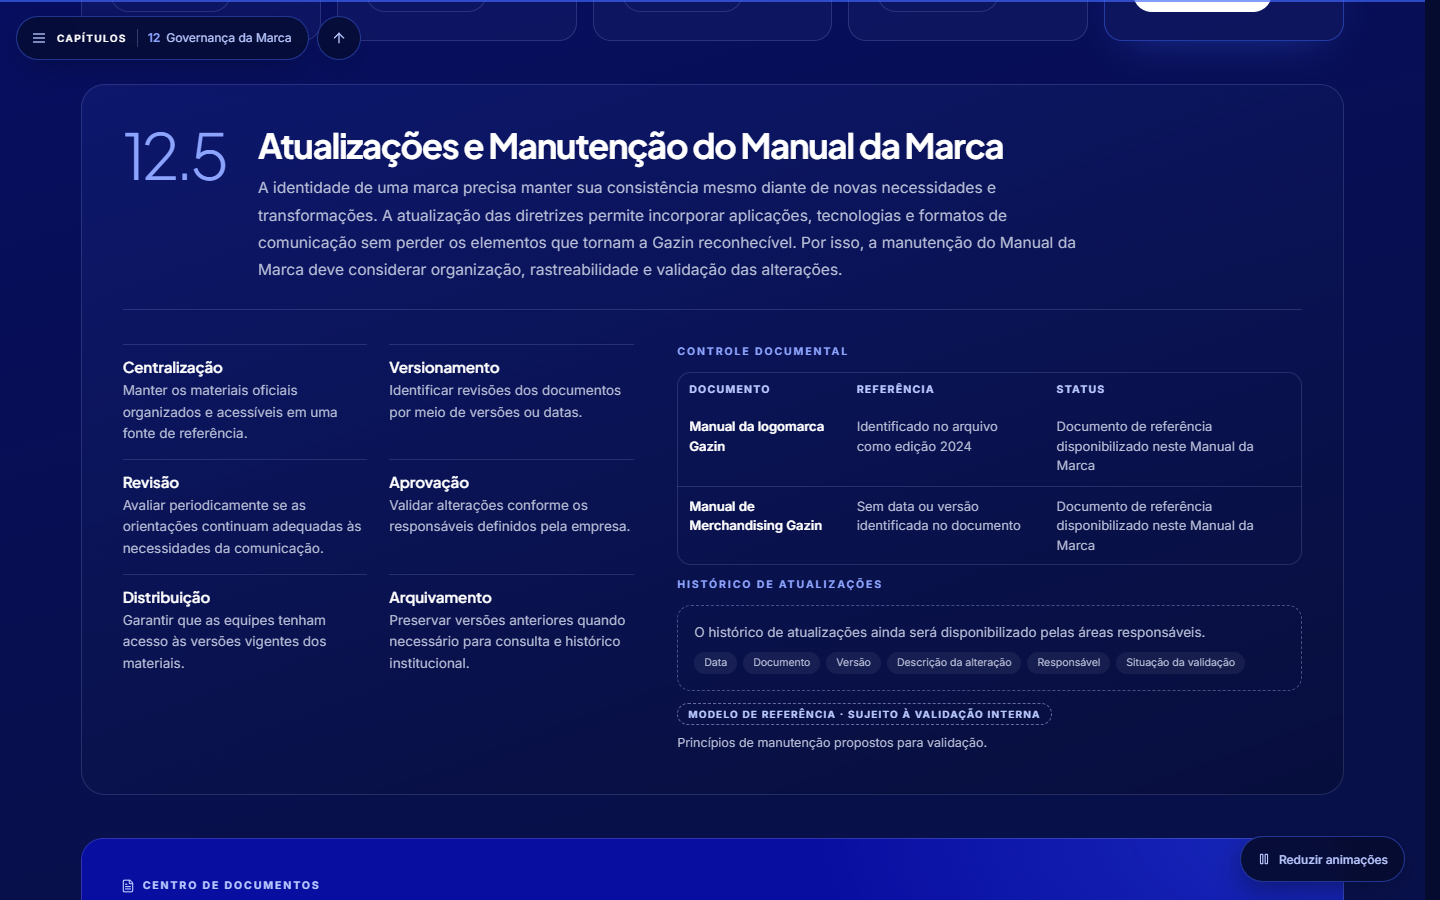 CAPÍTULOS
12 Governança da Marca
12.5
Atualizações e Manutenção do Manual da Marca
A identidade de uma marca precisa manter sua consistência mesmo diante de novas necessidades e
transformações. A atualização das diretrizes permite incorporar aplicações, tecnologias e formatos de
comunicação sem perder os elementos que tornam a Gazin reconhecível. Por isso, a manutenção do Manual da
Marca deve considerar organização, rastreabilidade e validação das alterações.
Centralização
Manter os materiais oficiais
organizados e acessíveis em uma
fonte de referência.
Versionamento
Identificar revisões dos documentos
por meio de versões ou datas.
Revisão
Avaliar periodicamente se as
orientações continuam adequadas às
necessidades da comunicação.
Aprovação
Validar alterações conforme os
responsáveis definidos pela empresa.
Distribuição
Garantir que as equipes tenham
acesso às versões vigentes dos
materiais.
Arquivamento
Preservar versões anteriores quando
necessário para consulta e histórico
institucional.
CONTROLE DOCUMENTAL
DOCUMENTO REFERÊNCIA STATUS
Manual da logomarca
Gazin
Identificado no arquivo
como edição 2024
Documento de referência
disponibilizado neste Manual da
Marca
Manual de
Merchandising Gazin
Sem data ou versão
identificada no documento
Documento de referência
disponibilizado neste Manual da
Marca
HISTÓRICO DE ATUALIZAÇÕES
O histórico de atualizações ainda será disponibilizado pelas áreas responsáveis.
Data Documento Versão Descrição da alteração Responsável Situação da validação
MODELO DE REFERÊNCIA · SUJEITO À VALIDAÇÃO INTERNA
Princípios de manutenção propostos para validação.
CENTRO DE DOCUMENTOS
Reduzir animações